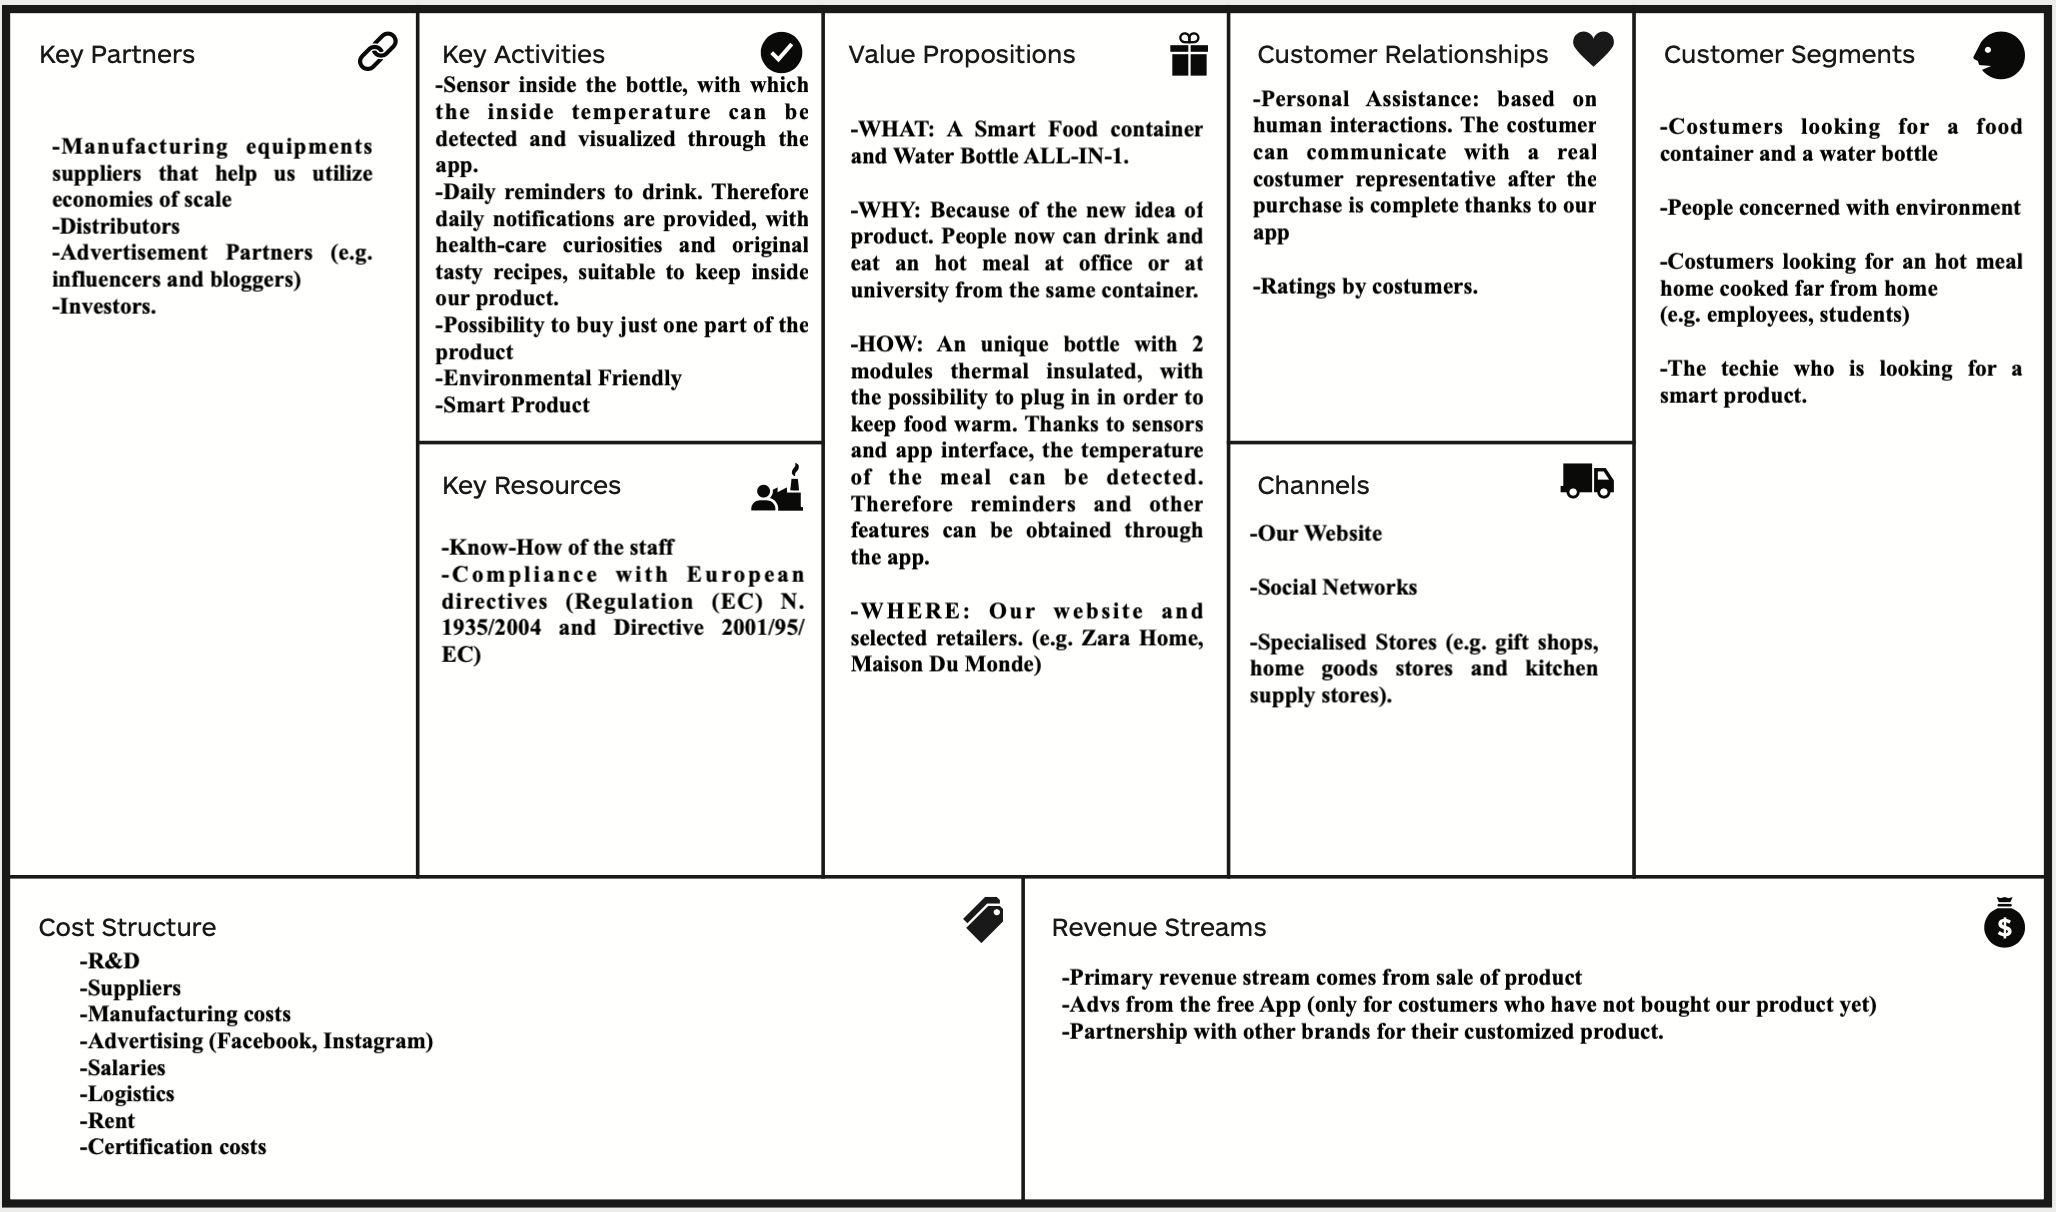 Key Partners
-Manufacturing equipments
suppliers that help us utilize
economies of scale
-Distributors
-Advertisement Partners (e.g.
influencers and bloggers)
-Investors.
Key Activities
-Sensor inside the bottle, with which
the inside temperature can be
detected and visualized through the
app.
-Daily reminders to drink. Therefore
daily notifications are provided, with
health-care curiosities and original
tasty recipes, suitable to keep inside
our product.
-Possibility to buy just one part of the
product
-Environmental Friendly
-Smart Product
Key Resources
-Know-How of the staff
-Compliance with European
directives (Regulation (EC) N.
1935/2004 and Directive 2001/95/
EC)
Value Propositions
-WHAT: A Smart Food container
and Water Bottle ALL-IN-1.
-WHY: Because of the new idea of
product. People now can drink and
eat an hot meal at office or at
university from the same container.
-HOW: An unique bottle with 2
modules thermal insulated, with
the possibility to plug in in order to
keep food warm. Thanks to sensors
and app interface, the temperature
of the meal can be detected.
Therefore reminders and other
features can be obtained through
the app.
-WHERE: Our website and
selected retailers. (e.g. Zara Home,
Maison Du Monde)
Customer Relationships
-Personal Assistance: based on
human interactions. The costumer
can communicate with a real
costumer representative after the
purchase is complete thanks to our
app
-Ratings by costumers.
Channels
-Our Website
-Social Networks
-Specialised Stores (e.g. gift shops,
home goods stores and kitchen
supply stores).
Customer Segments
-Costumers looking for a food
container and a water bottle
-People concerned with environment
-Costumers looking for an hot meal
home cooked far from home
(e.g. employees, students)
-The techie who is looking for a
smart product.
Cost Structure
-R&D
-Suppliers
-Manufacturing costs
-Advertising (Facebook, Instagram)
-Salaries
-Logistics
-Rent
-Certification costs
Revenue Streams
$
-Primary revenue stream comes from sale of product
-Advs from the free App (only for costumers who have not bought our product yet)
-Partnership with other brands for their customized product.